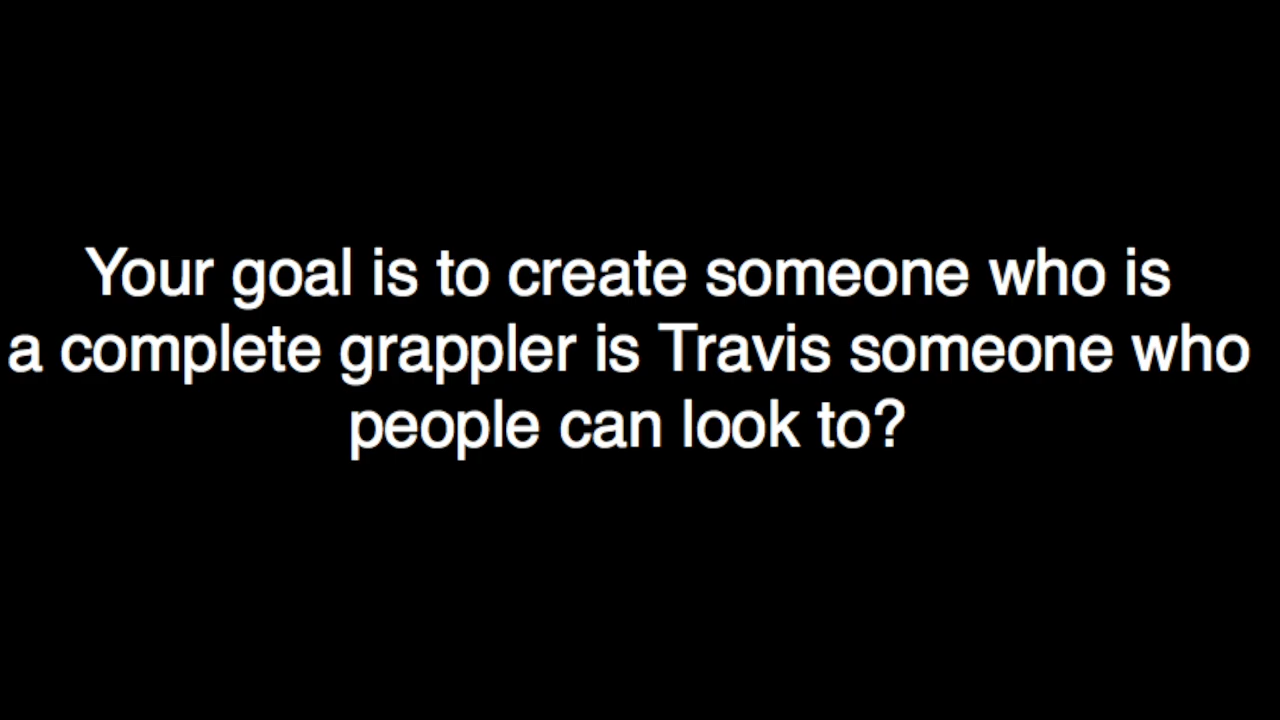 Your goal is to create someone who is
a complete grappler is Travis someone who
people can look to?